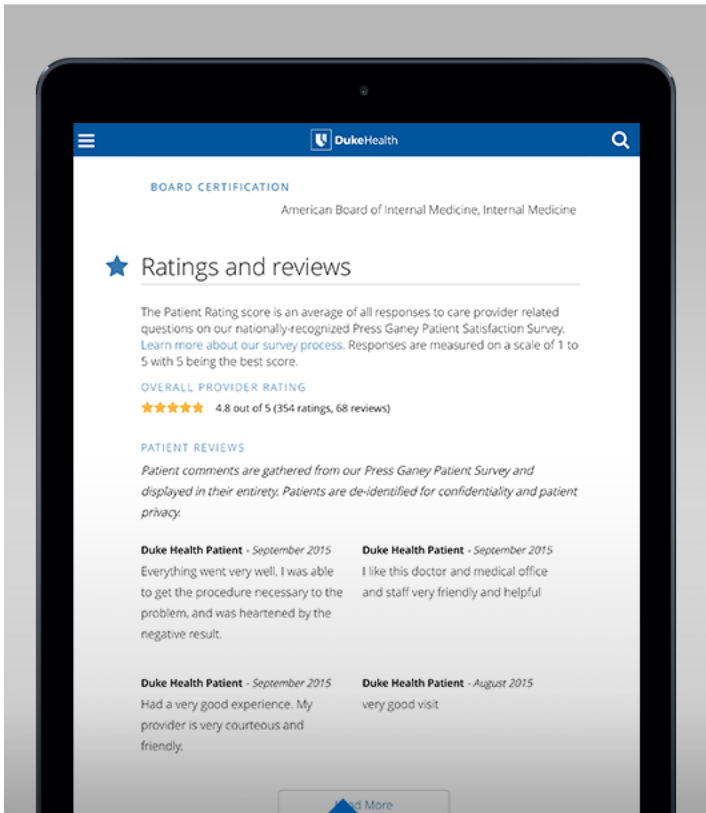 DukeHealth
BOARD CERTIFICATION
American Board of Internal Medicine, Internal Medicine
Ratings and reviews
The Patient Rating score is an average of all responses to care provider related
questions on our nationally-recognized Press Ganey Patient Satisfaction Survey.
Learn more about our survey process. Responses are measured on a scale of 1 to
5 with 5 being the best score.
OVERALL PROVIDER RATING
4.8 out of 5 (354 ratings, 68 reviews)
PATIENT REVIEWS
Patient comments are gathered from our Press Ganey Patient Survey and
displayed in their entirety. Patients are de-identified for confidentiality and patient
privacy.
Duke Health Patient - September 2015
Everything went very well. I was able
to get the procedure necessary to the
problem, and was heartened by the
negative result.
Duke Health Patient - September 2015
I like this doctor and medical office
and staff very friendly and helpful
Duke Health Patient - September 2015
Had a very good experience. My
provider is very courteous and
friendly.
Duke Health Patient - August 2015
very good visit
Read More